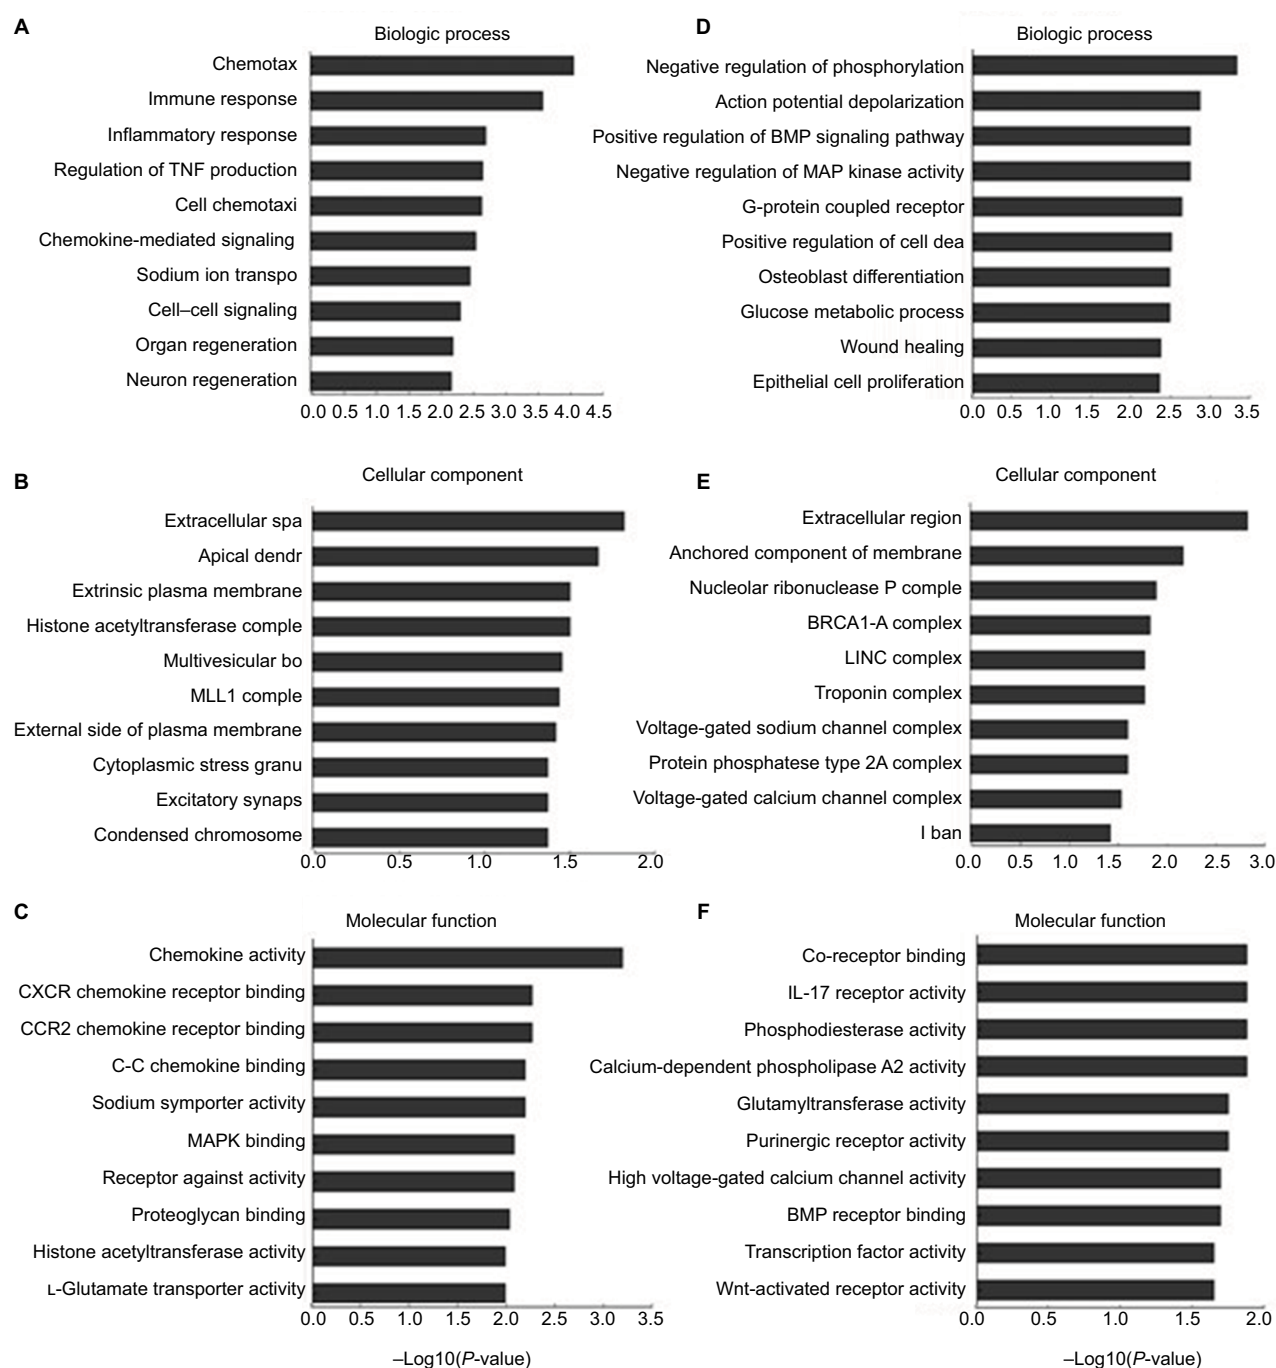 A
Biologic process
Chemotax
Immune response
Inflammatory response
Regulation of TNF production
Cell chemotaxi
Chemokine-mediated signaling
Sodium ion transpo
Cell–cell signaling
Organ regeneration
Neuron regeneration
0.0 0.5 1.0 1.5 2.0 2.5 3.0 3.5 4.0 4.5
B
Cellular component
Extracellular spa
Apical dendr
Extrinsic plasma membrane
Histone acetyltransferase comple
Multivesicular bo
MLL1 comple
External side of plasma membrane
Cytoplasmic stress granu
Excitatory synaps
Condensed chromosome
0.0 0.5 1.0 1.5 2.0
C
Molecular function
Chemokine activity
CXCR chemokine receptor binding
CCR2 chemokine receptor binding
C-C chemokine binding
Sodium symporter activity
MAPK binding
Receptor against activity
Proteoglycan binding
Histone acetyltransferase activity
ʟ-Glutamate transporter activity
0.0 0.5 1.0 1.5 2.0 2.5 3.0 3.5
–Log10(P-value)
D
Biologic process
Negative regulation of phosphorylation
Action potential depolarization
Positive regulation of BMP signaling pathway
Negative regulation of MAP kinase activity
G-protein coupled receptor
Positive regulation of cell dea
Osteoblast differentiation
Glucose metabolic process
Wound healing
Epithelial cell proliferation
0.0 0.5 1.0 1.5 2.0 2.5 3.0 3.5
E
Cellular component
Extracellular region
Anchored component of membrane
Nucleolar ribonuclease P comple
BRCA1-A complex
LINC complex
Troponin complex
Voltage-gated sodium channel complex
Protein phosphatese type 2A complex
Voltage-gated calcium channel complex
I ban
0.0 0.5 1.0 1.5 2.0 2.5 3.0
F
Molecular function
Co-receptor binding
IL-17 receptor activity
Phosphodiesterase activity
Calcium-dependent phospholipase A2 activity
Glutamyltransferase activity
Purinergic receptor activity
High voltage-gated calcium channel activity
BMP receptor binding
Transcription factor activity
Wnt-activated receptor activity
0.0 0.5 1.0 1.5 2.0
–Log10(P-value)